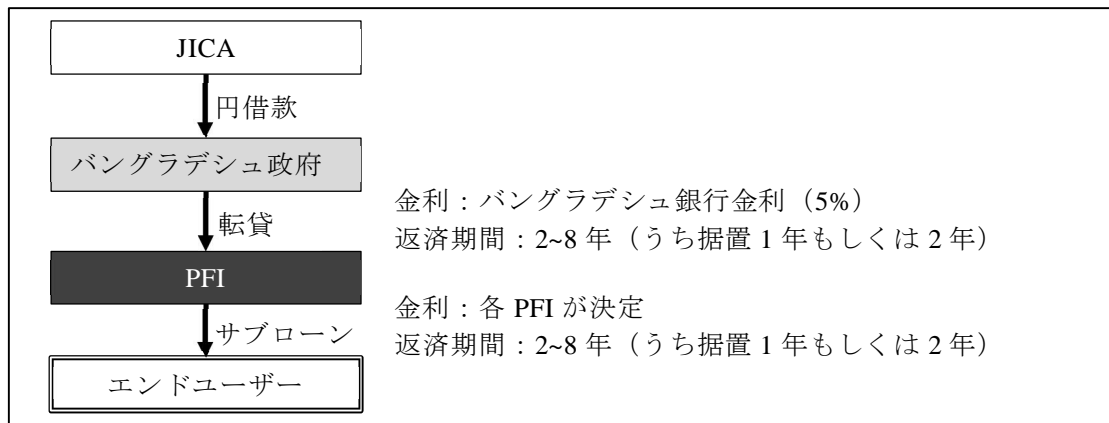 JICA
円借款
バングラデシュ政府
転貸
金利：バングラデシュ銀行金利（5%）
返済期間：2~8 年（うち据置 1 年もしくは 2 年）
PFI
サブローン
金利：各 PFI が決定
返済期間：2~8 年（うち据置 1 年もしくは 2 年）
エンドユーザー